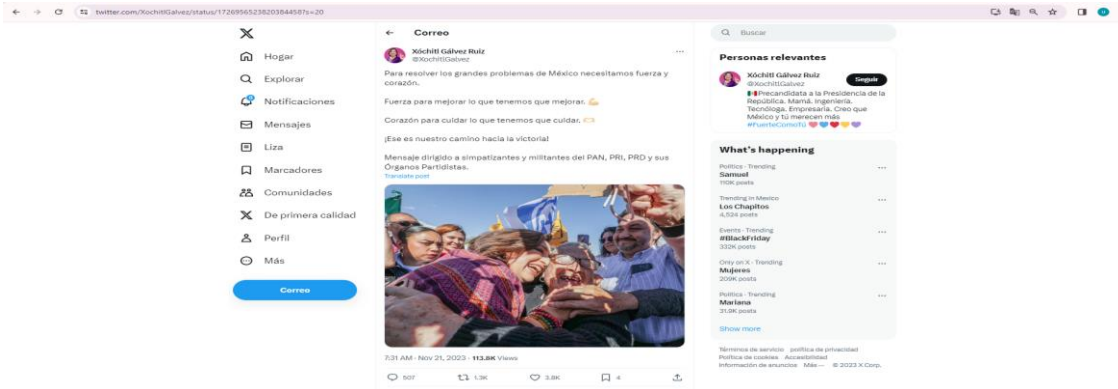 twitter.com/XochitlGalvez/status/1726956523820384450?s=20
Hogar
Explorar
Notificaciones
Mensajes
Liza
Marcadores
Comunidades
De primera calidad
Perfil
Más
Correo
Correo
Xóchitl Gálvez Ruiz
@XochitlGalvez
Para resolver los grandes problemas de México necesitamos fuerza y
corazón.
Fuerza para mejorar lo que tenemos que mejorar.
Corazón para cuidar lo que tenemos que cuidar.
¡Ese es nuestro camino hacia la victoria!
Mensaje dirigido a simpatizantes y militantes del PAN, PRI, PRD y sus
Órganos Partidistas.
Translate post
7:31 AM · Nov 21, 2023 · 113.8K Views
507 1.3K 3.8K 4
Buscar
Personas relevantes
Xóchitl Gálvez Ruiz
@XochitlGalvez
Seguir
Precandidata a la Presidencia de la
República. Mamá. Ingeniería.
Tecnóloga. Empresaria. Creo que
México y tú merecen más
#FuerteComoTú
What's happening
Politics · Trending
Samuel
110K posts
Trending in Mexico
Los Chapitos
4,524 posts
Events · Trending
#BlackFriday
332K posts
Only on X · Trending
Mujeres
209K posts
Politics · Trending
Mariana
31.9K posts
Show more
Términos de servicio política de privacidad
Política de cookies Accesibilidad
Información de anuncios Más — © 2023 X Corp.